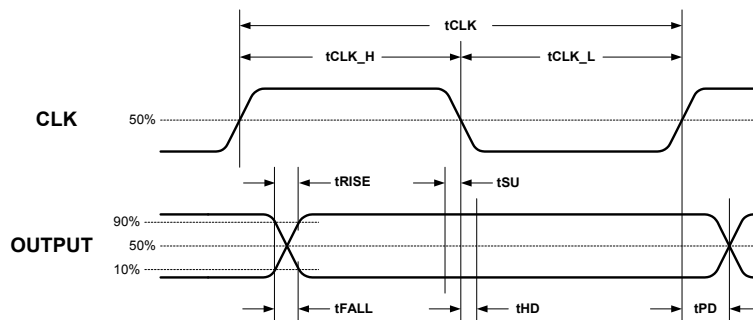 tCLK
tCLK_H
tCLK_L
CLK
50%
tRISE
tSU
90%
OUTPUT
50%
10%
tFALL
tHD
tPD